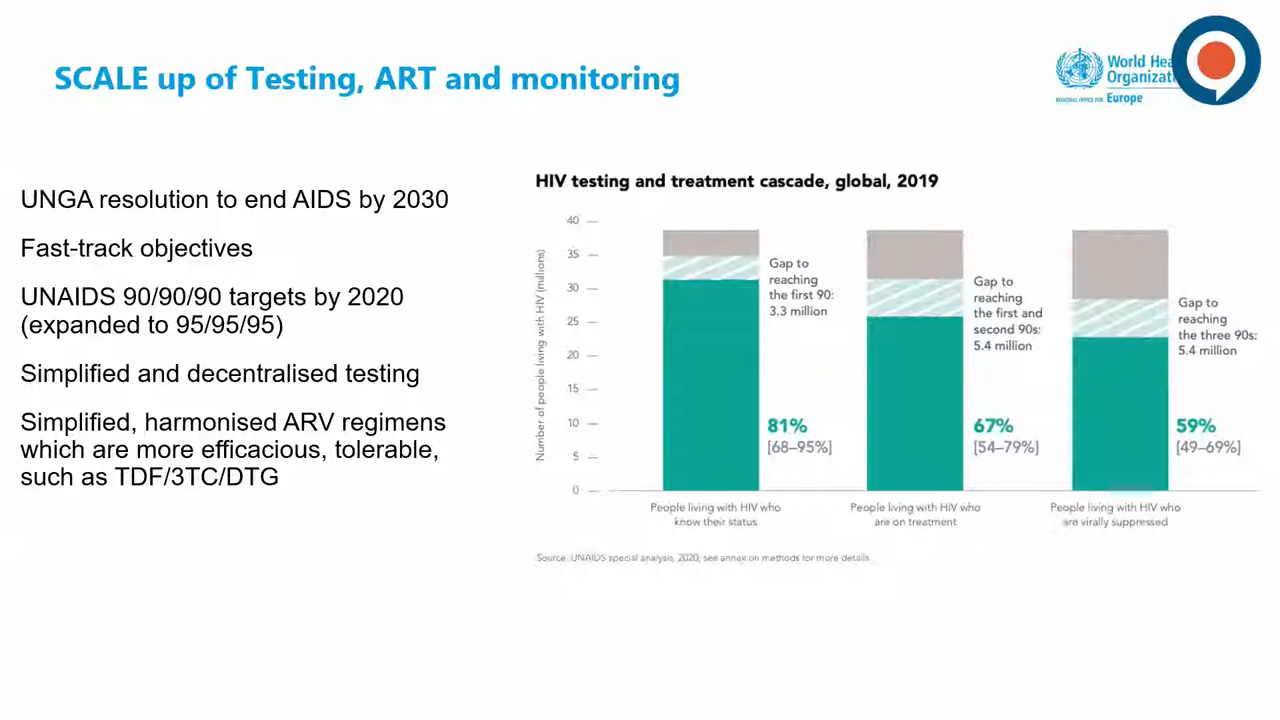 SCALE up of Testing, ART and monitoring
World Hea
Organizat
REGIONAL OFFICE FOR Europe
UNGA resolution to end AIDS by 2030
Fast-track objectives
UNAIDS 90/90/90 targets by 2020
(expanded to 95/95/95)
Simplified and decentralised testing
Simplified, harmonised ARV regimens
which are more efficacious, tolerable,
such as TDF/3TC/DTG
HIV testing and treatment cascade, global, 2019
Number of people living with HIV (millions)
40
35
30
25
20
15
10
5
0
Gap to
reaching
the first 90:
3.3 million
81%
[68–95%]
People living with HIV who
know their status
Gap to
reaching
the first and
second 90s:
5.4 million
67%
[54–79%]
People living with HIV who
are on treatment
Gap to
reaching
the three 90s:
5.4 million
59%
[49–69%]
People living with HIV who
are virally suppressed
Source: UNAIDS special analysis, 2020; see annex on methods for more details.